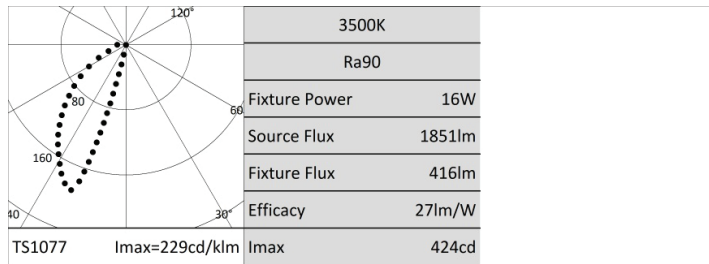 120°
80
60
160
40
30°
TS1077 Imax=229cd/klm
3500K
Ra90
Fixture Power 16W
Source Flux 1851lm
Fixture Flux 416lm
Efficacy 27lm/W
Imax 424cd